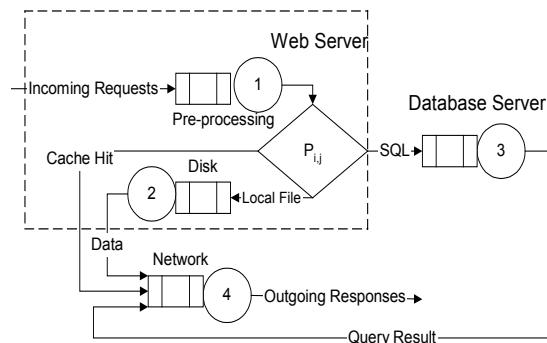 Web Server
Incoming Requests
1
Pre-processing
Database Server
P i,j
SQL
3
Cache Hit
Disk
2
Local File
Data
Network
4
Outgoing Responses
Query Result